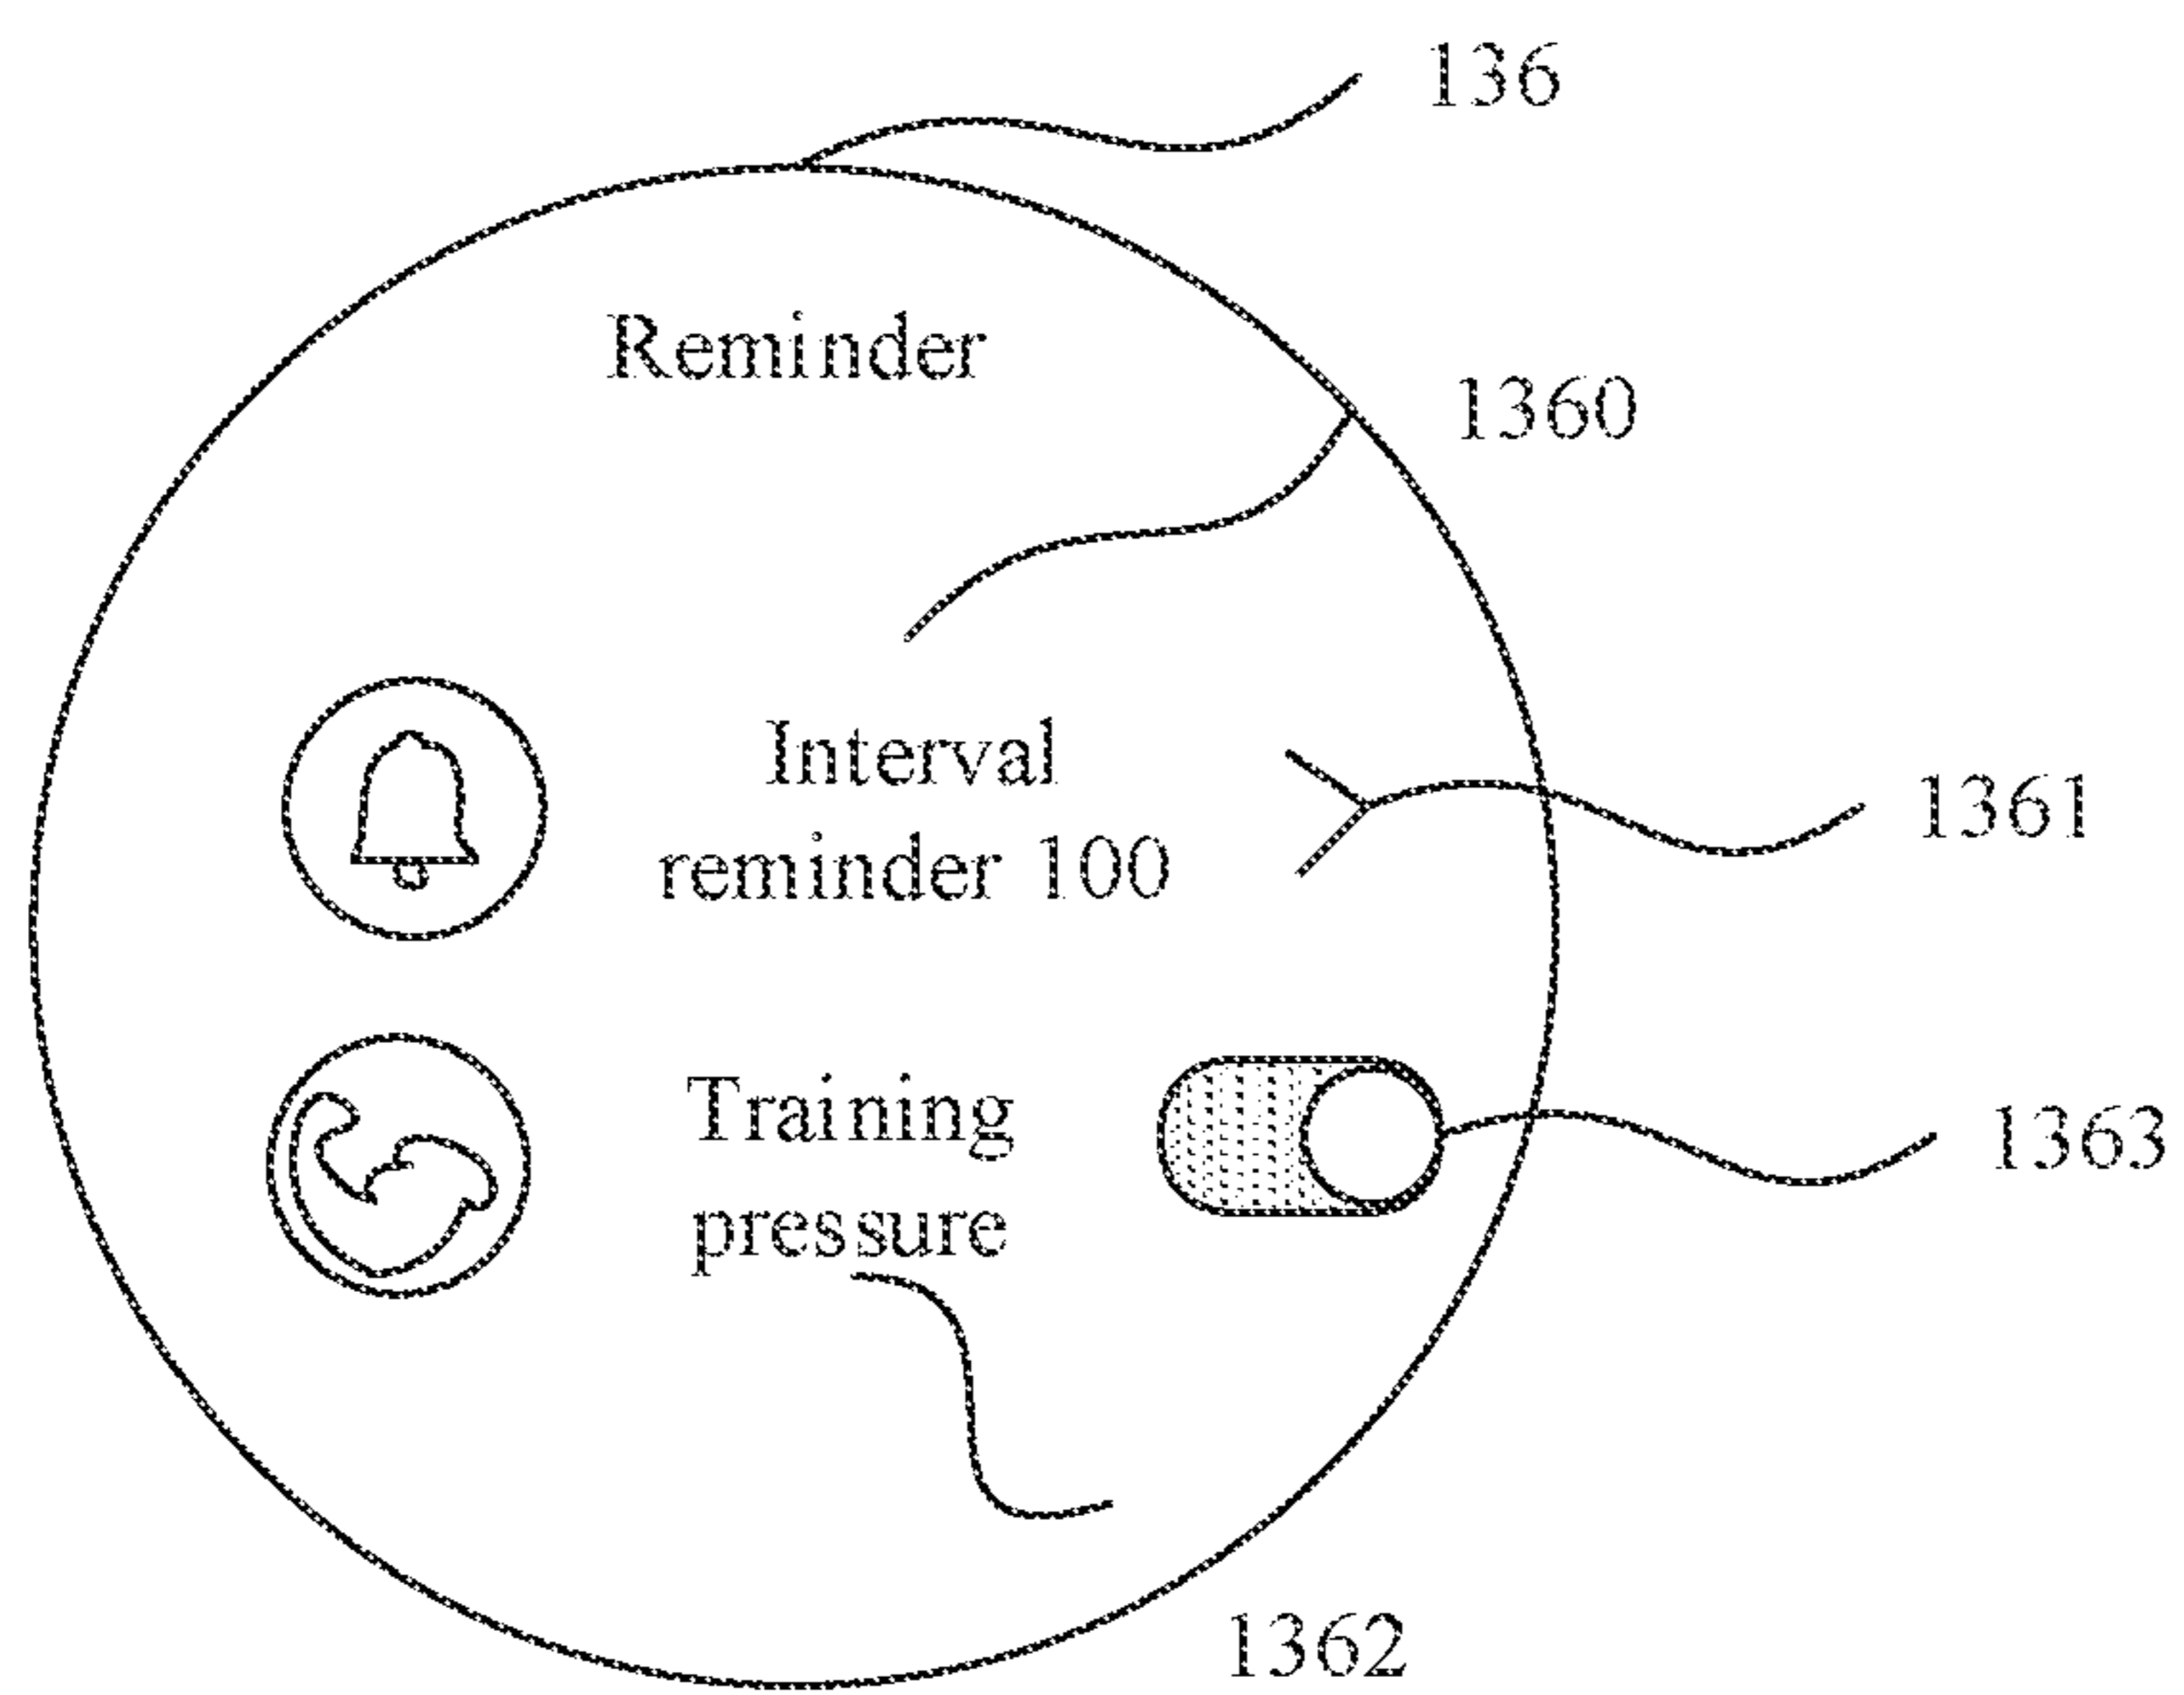 136
Reminder
1360
Interval
reminder 100
1361
Training
pressure
1363
1362